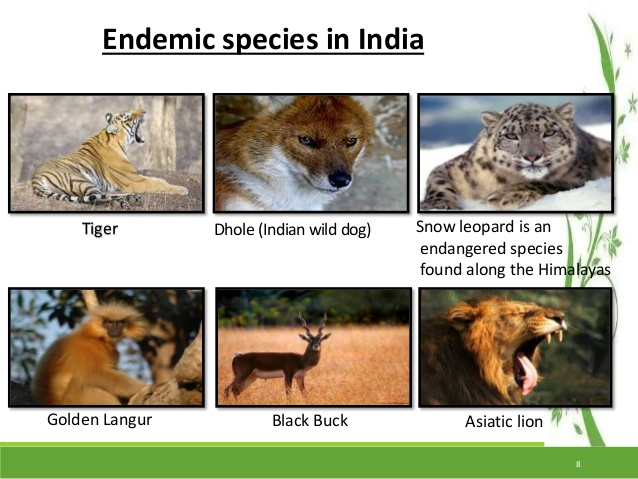 Endemic species in India
Tiger
Dhole (Indian wild dog)
Snow leopard is an
endangered species
found along the Himalayas
Golden Langur
Black Buck
Asiatic lion
8